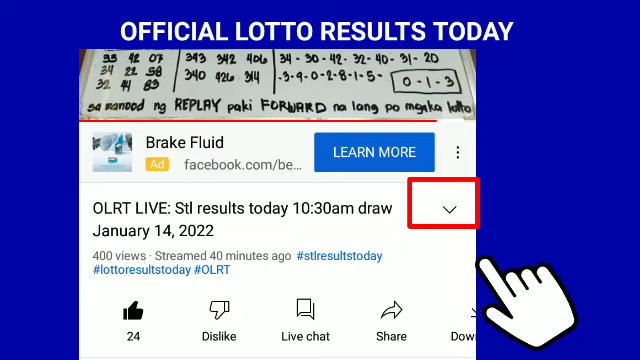 OFFICIAL LOTTO RESULTS TODAY
33 42 07 343 342 406 34 - 30 - 42 - 32 - 40 - 31 - 20
34 22 58 340 426 314 - 3 - 9 - 0 - 2 - 8 - 1 - 5 -
32 44 83 0 - 1 - 3
sa manood ng REPLAY paki FORWARD na lang po mgaka lotto
Brake Fluid
Ad facebook.com/be...
LEARN MORE
OLRT LIVE: Stl results today 10:30am draw
January 14, 2022
400 views · Streamed 40 minutes ago #stlresultstoday
#lottoresultstoday #OLRT
24 Dislike Live chat Share Dow